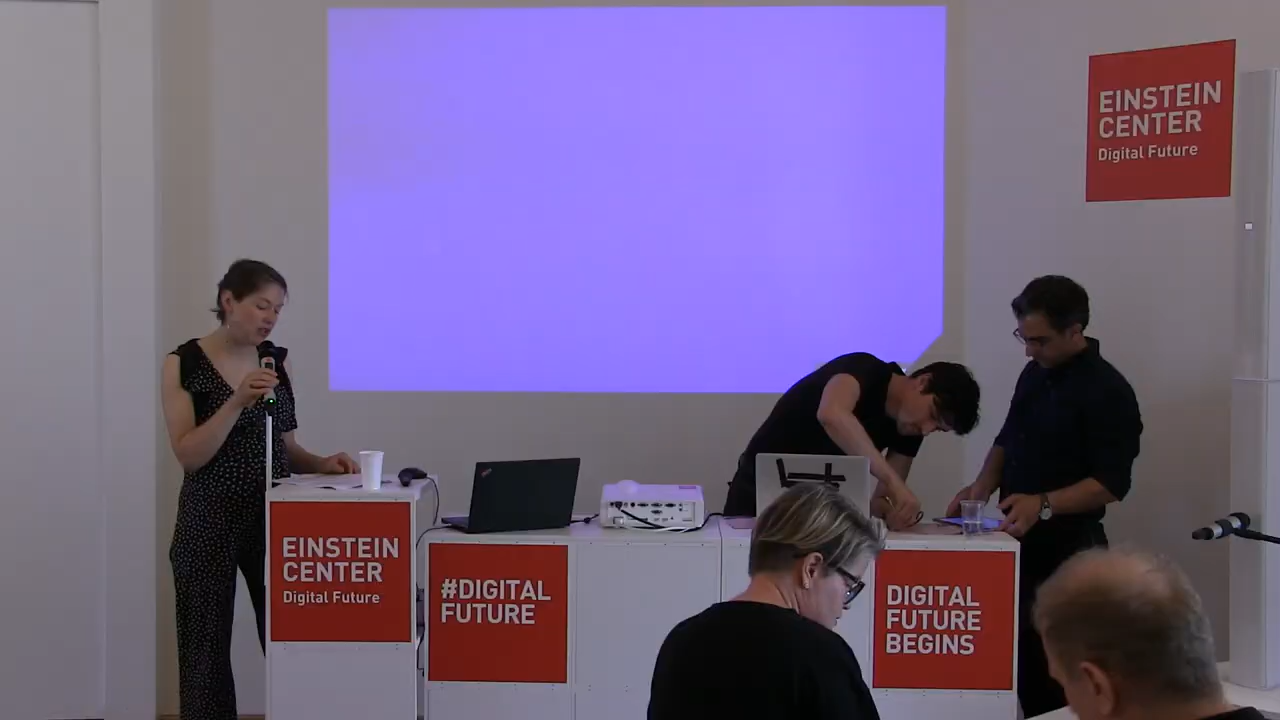 EINSTEIN
CENTER
Digital Future
EINSTEIN
CENTER
Digital Future
#DIGITAL
FUTURE
DIGITAL
FUTURE
BEGINS